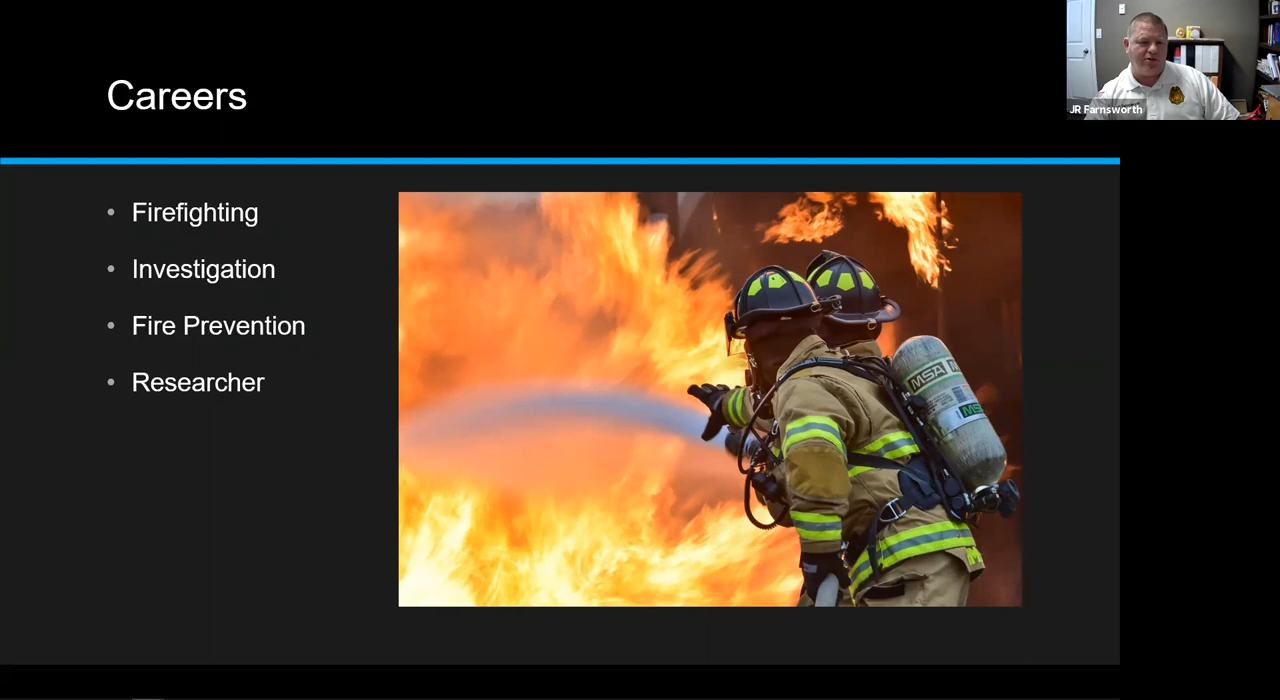 Careers
JR Farnsworth
Firefighting
Investigation
Fire Prevention
Researcher
MSA